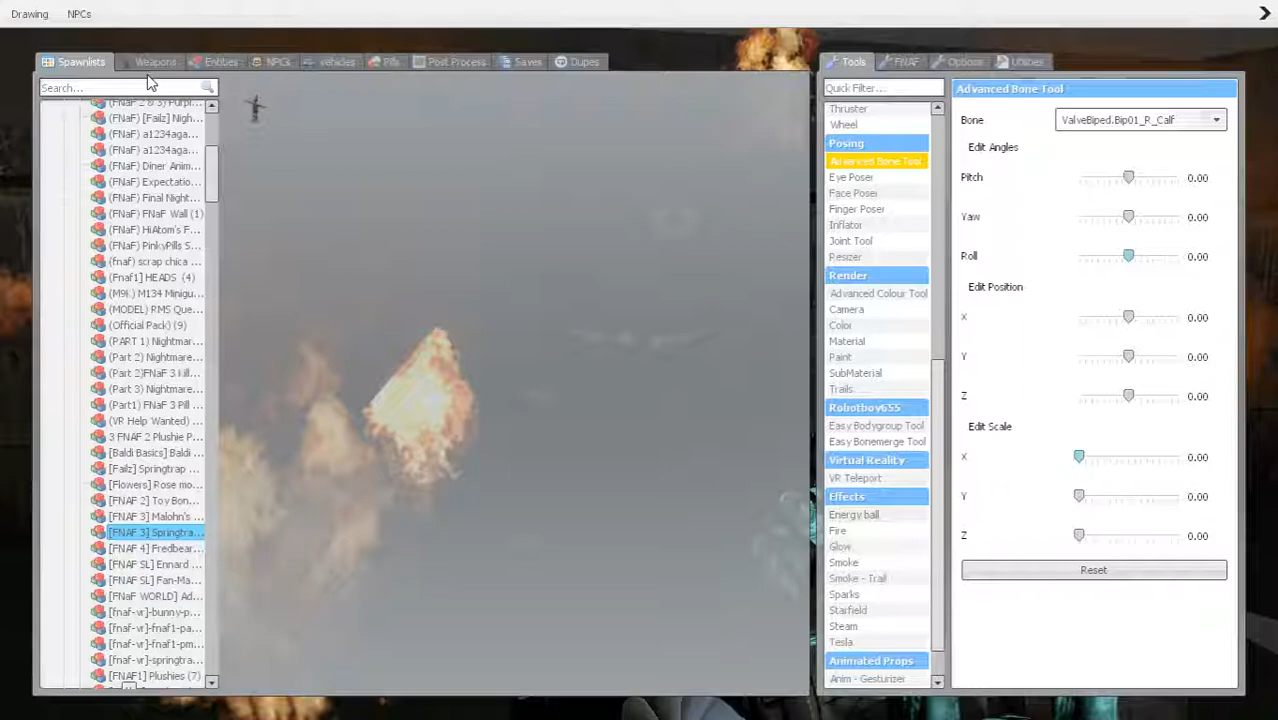 Drawing NPCs
Spawnlists Weapons Entities NPCs vehicles Pills Post Process Saves Dupes
Search...
(FNaF 2 & 3) Purpl...
(FNaF) [Failz] Nigh...
(FNaF) a1234aga...
(FNaF) a1234aga...
(FNaF) Diner Anim...
(FNaF) Expectatio...
(FNaF) Final Night...
(FNAF) FNaF Wall (1)
(FNAF) HiAtom's F...
(FNAF) PinkyPills S...
(fnaf) scrap chica ...
(Fnaf1] HEADS (4)
(M9K) M134 Minigu...
(MODEL) RMS Que...
(Official Pack) (9)
(PART 1) Nightmar...
(Part 2) Nightmare...
(Part 2)FNaF 3 Pill...
(Part 3) Nightmare...
(Part1) FNAF 3 Pill ...
(VR Help Wanted) ...
3 FNAF 2 Plushie P...
[Baldi Basics] Baldi ...
[Failz] Springtrap ...
[Flowers] Rose mo...
[FNAF 2] Toy Bon...
[FNAF 3] Malohn's ...
[FNAF 3] Springtra...
[FNAF 4] Fredbear...
[FNAF SL] Ennard ...
[FNAF SL] Fan-Ma...
[FNaF WORLD] Ad...
[fnaf-vr]-bunny-p...
[fnaf-vr]-fnaf1-pa...
[fnaf-vr]-fnaf1-pm...
[fnaf-vr]-springtra...
[FNAF1] Plushies (7)
Tools FNAF Options Utilities
Quick Filter...
Thruster
Wheel
Posing
Advanced Bone Tool
Eye Poser
Face Poser
Finger Poser
Inflator
Joint Tool
Resizer
Render
Advanced Colour Tool
Camera
Color
Material
Paint
SubMaterial
Trails
Robotboy655
Easy Bodygroup Tool
Easy Bonemerge Tool
Virtual Reality
VR Teleport
Effects
Energy ball
Fire
Glow
Smoke
Smoke - Trail
Sparks
Starfield
Steam
Tesla
Animated Props
Anim - Gesturizer
Advanced Bone Tool
Bone ValveBiped.Bip01_R_Calf
Edit Angles
Pitch 0.00
Yaw 0.00
Roll 0.00
Edit Position
X 0.00
Y 0.00
Z 0.00
Edit Scale
X 0.00
Y 0.00
Z 0.00
Reset